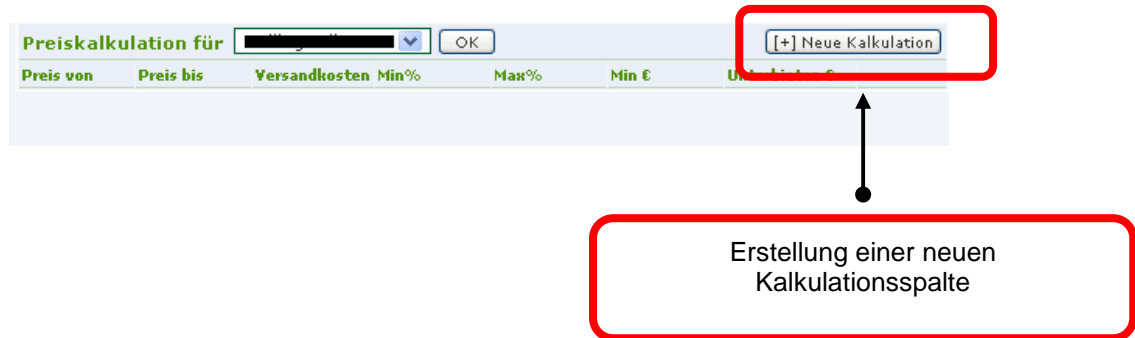 Preiskalkulation für OK [+] Neue Kalkulation
Preis von Preis bis Versandkosten Min% Max% Min €
Erstellung einer neuen
Kalkulationsspalte